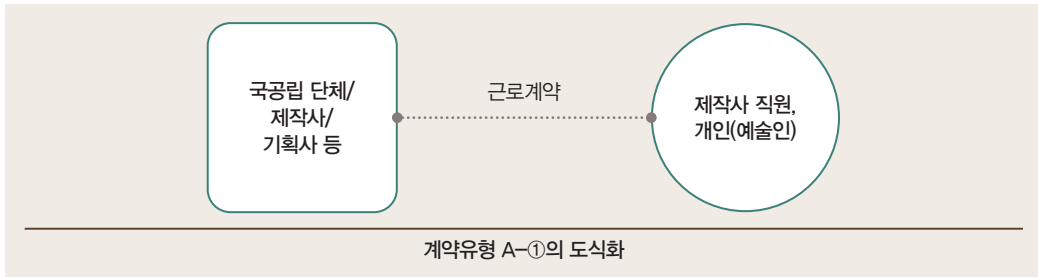 국공립 단체/
제작사/
기획사 등
근로계약
제작사 직원,
개인(예술인)
계약유형 A–①의 도식화